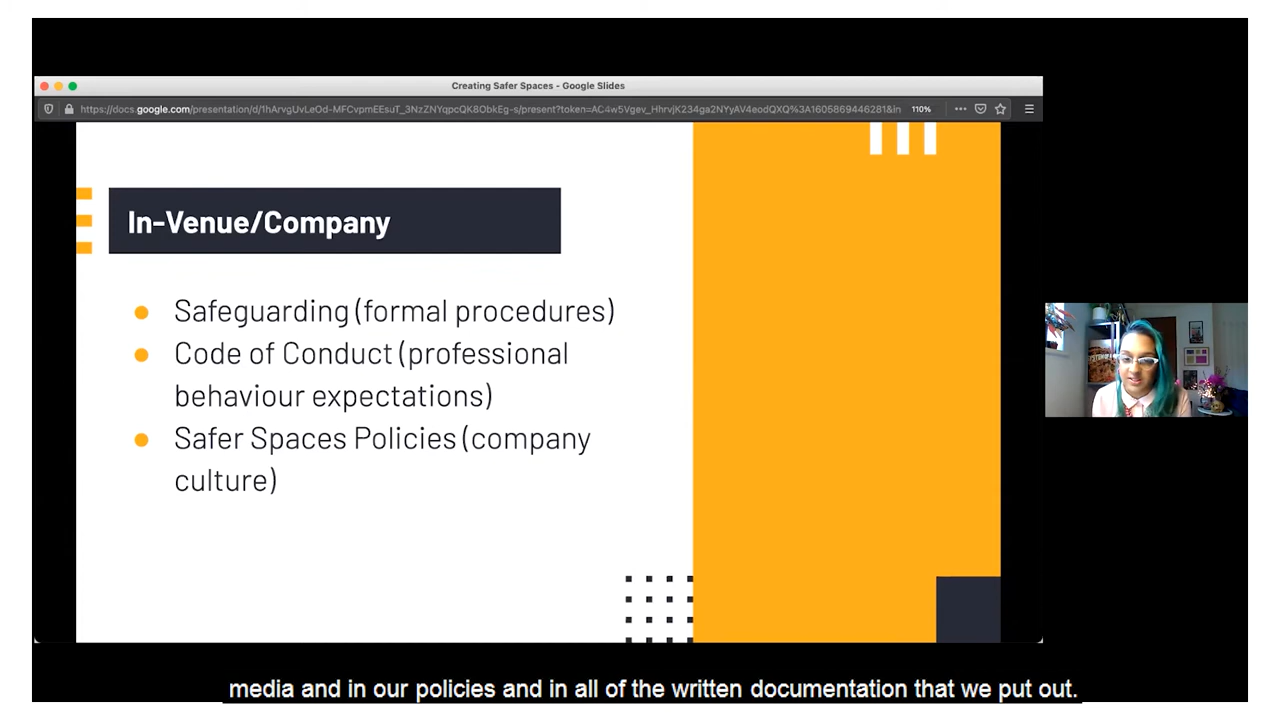 Creating Safer Spaces - Google Slides
110%
In-Venue/Company
Safeguarding (formal procedures)
Code of Conduct (professional
behaviour expectations)
Safer Spaces Policies (company
culture)
media and in our policies and in all of the written documentation that we put out.